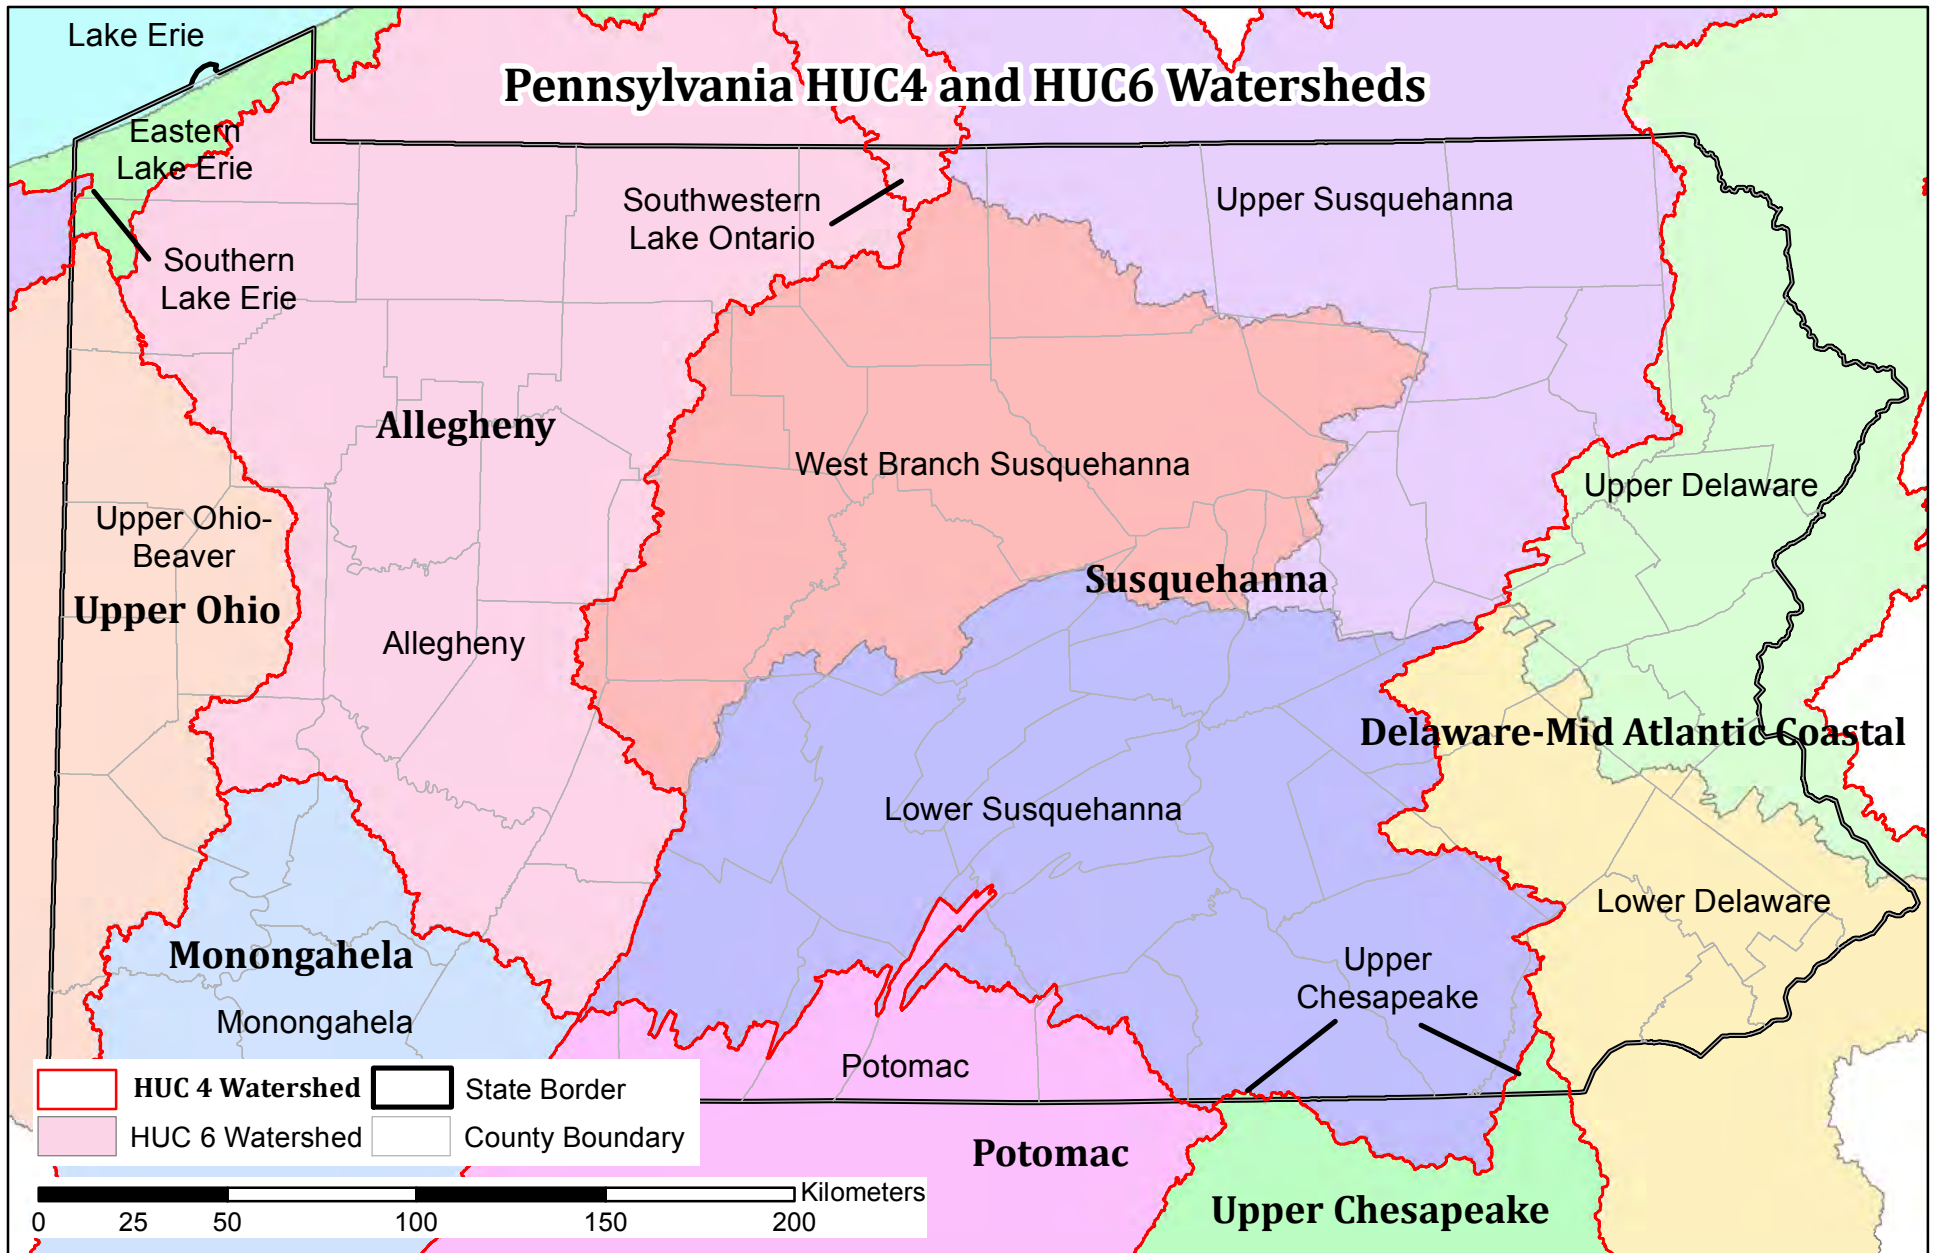 Lake Erie
Pennsylvania HUC4 and HUC6 Watersheds
Eastern
Lake Erie
Southwestern
Lake Ontario
Upper Susquehanna
Southern
Lake Erie
Allegheny
West Branch Susquehanna
Upper Delaware
Upper Ohio-
Beaver
Upper Ohio
Susquehanna
Allegheny
Delaware-Mid Atlantic Coastal
Lower Susquehanna
Lower Delaware
Monongahela
Upper
Chesapeake
Monongahela
Potomac
HUC 4 Watershed
State Border
HUC 6 Watershed
County Boundary
Potomac
Upper Chesapeake
Kilometers
0 25 50 100 150 200